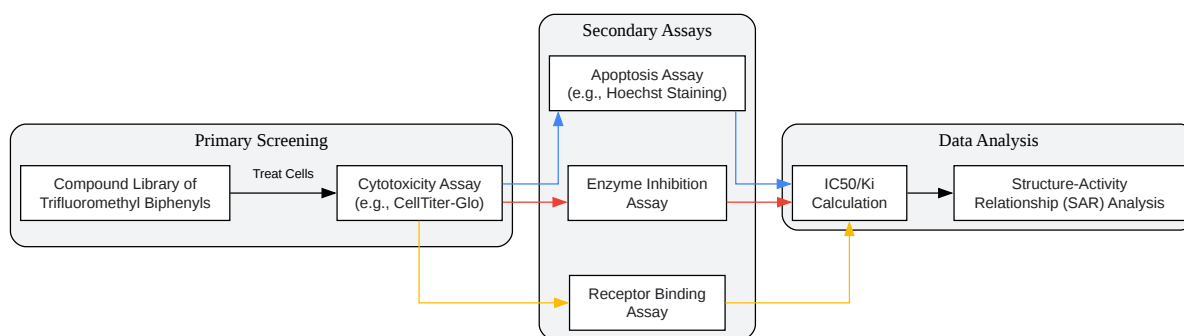 Primary Screening
Compound Library of
Trifluoromethyl Biphenyls
Treat Cells
Cytotoxicity Assay
(e.g., CellTiter-Glo)
Secondary Assays
Apoptosis Assay
(e.g., Hoechst Staining)
Enzyme Inhibition
Assay
Receptor Binding
Assay
Data Analysis
IC50/Ki
Calculation
Structure-Activity
Relationship (SAR) Analysis